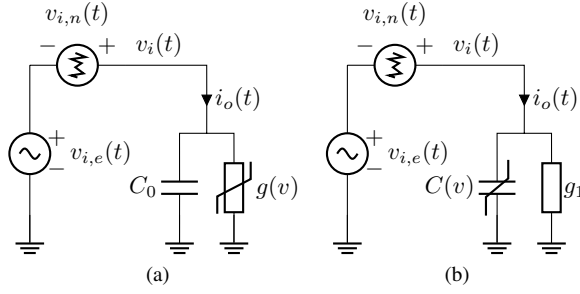 v_{i,n}(t) v_{i,n}(t)
− + v_i(t) − + v_i(t)
i_o(t) i_o(t)
+ v_{i,e}(t) − + v_{i,e}(t) −
C_0 g(v) C(v) g_1
(a) (b)